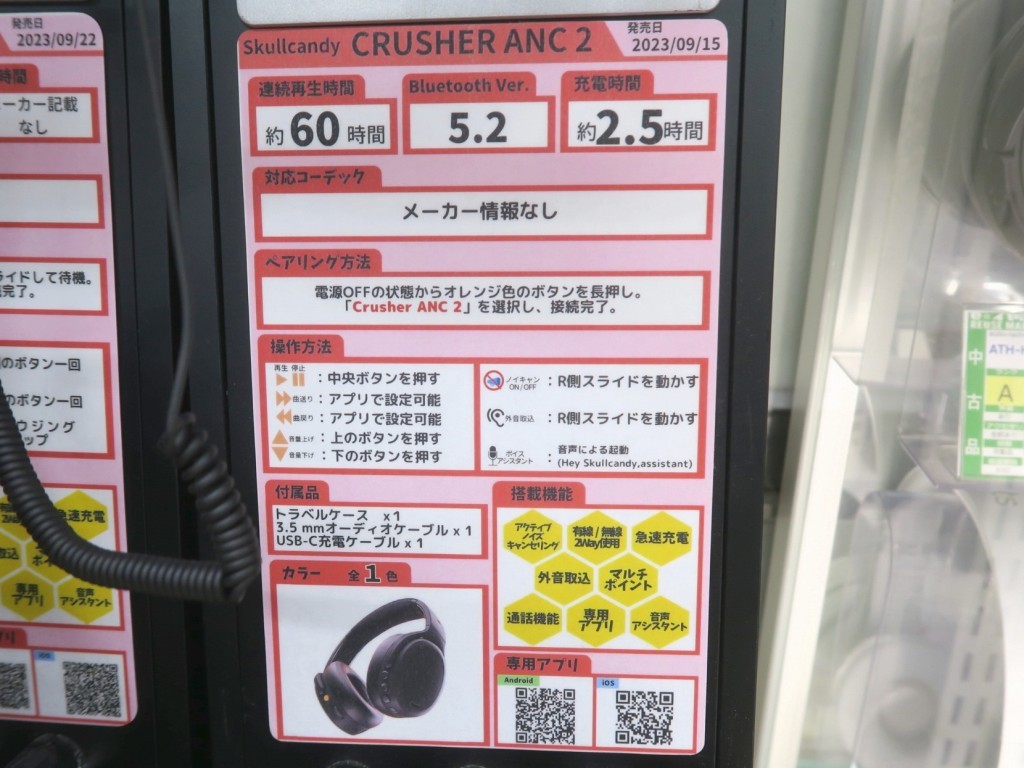 発売日
2023/09/22
時間
ーカー記載
なし
ライドして待機。
完了。
のボタン一回
のボタン一回
ウジング
ップ
急速充電
専用
アプリ
音声
アシスタント
iOS
Skullcandy CRUSHER ANC 2
発売日
2023/09/15
連続再生時間
約60時間
Bluetooth Ver.
5.2
充電時間
約2.5時間
対応コーデック
メーカー情報なし
ペアリング方法
電源OFFの状態からオレンジ色のボタンを長押し。
「Crusher ANC 2」を選択し、接続完了。
操作方法
再生 停止
：中央ボタンを押す
曲送り：アプリで設定可能
曲戻り：アプリで設定可能
音量上げ：上のボタンを押す
音量下げ：下のボタンを押す
ノイキャン
ON/OFF
：R側スライドを動かす
外音取込：R側スライドを動かす
ボイス
アシスタント
：音声による起動
(Hey Skullcandy,assistant)
付属品
トラベルケース x1
3.5 mmオーディオケーブル x 1
USB-C充電ケーブル x 1
カラー 全1色
搭載機能
アクティブ
ノイズ
キャンセリング
有線/無線
2Way使用
急速充電
外音取込
マルチ
ポイント
通話機能
専用
アプリ
音声
アシスタント
専用アプリ
Android
iOS
中古品
A